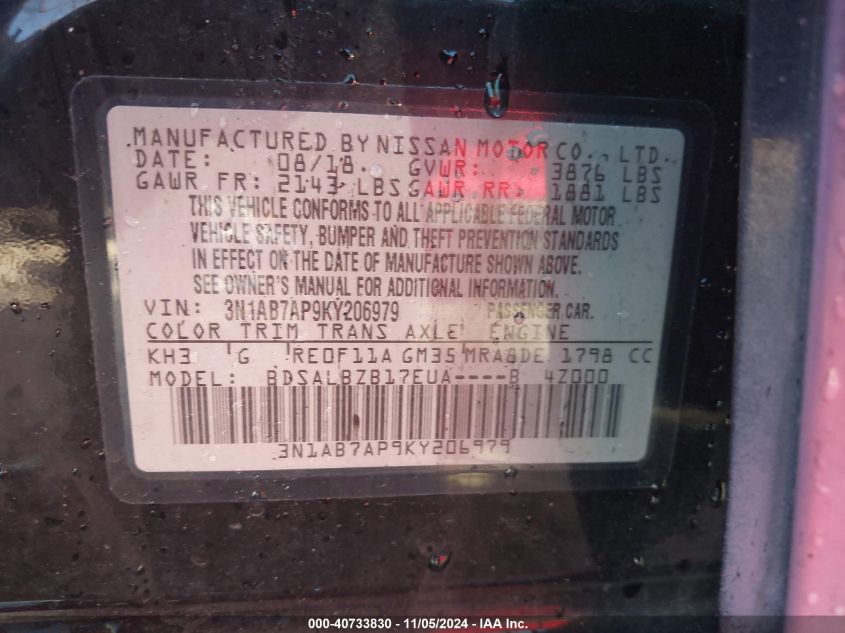 MANUFACTURED BY NISSAN MOTOR CO., LTD.
DATE: 08/18 GVWR: 3876 LBS
GAWR FR: 2143 LBS GAWR RR: 1881 LBS
THIS VEHICLE CONFORMS TO ALL APPLICABLE FEDERAL MOTOR
VEHICLE SAFETY, BUMPER AND THEFT PREVENTION STANDARDS
IN EFFECT ON THE DATE OF MANUFACTURE SHOWN ABOVE.
SEE OWNER'S MANUAL FOR ADDITIONAL INFORMATION.
VIN: 3N1AB7AP9KY206979 PASSENGER CAR.
COLOR TRIM TRANS AXLE ENGINE
KH3 G RE0F11A GM35 MRA8DE 1798 CC
MODEL: BDSALBZB17EUA----B 4Z000
3N1AB7AP9KY206979
000-40733830 - 11/05/2024 - IAA Inc.